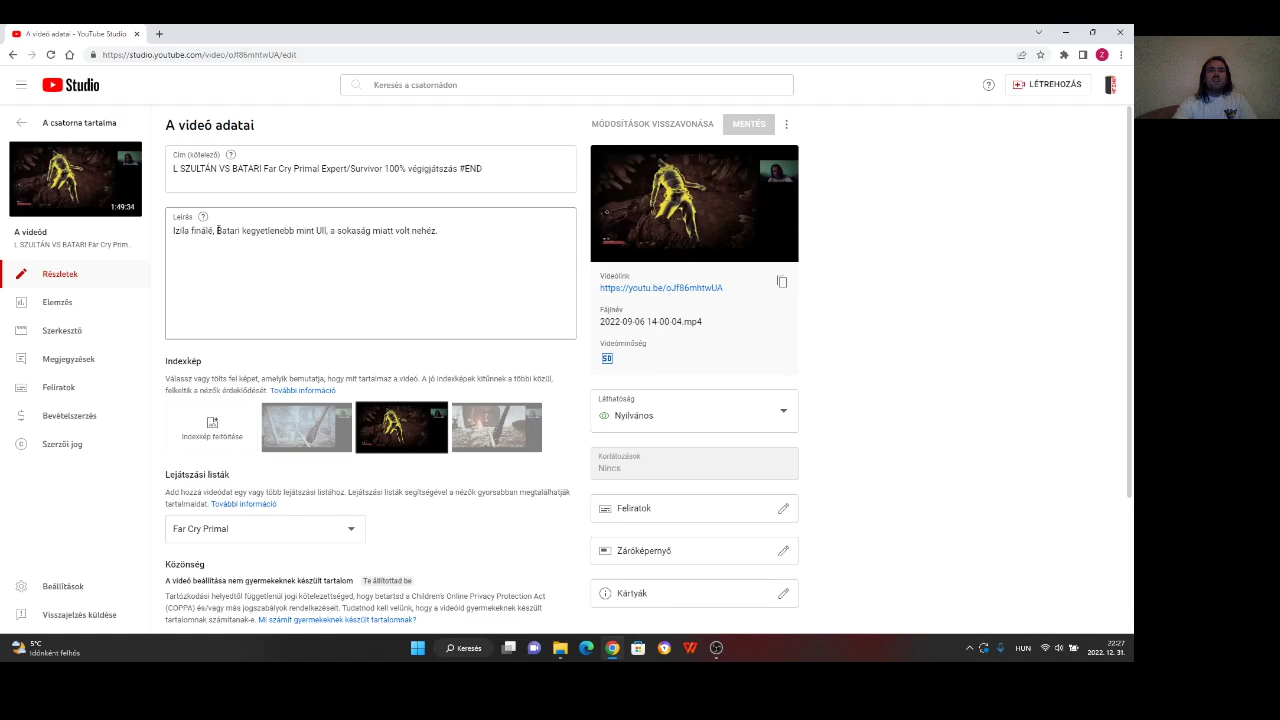 A videó adatai - YouTube Studio
https://studio.youtube.com/video/oJf86mhtwUA/edit
Z
Studio
Keresés a csatornádon
LÉTREHOZÁS
A csatorna tartalma
1:49:34
A videód
L SZULTÁN VS BATARI Far Cry Prim...
Részletek
Elemzés
Szerkesztő
Megjegyzések
Feliratok
Bevételszerzés
Szerzői jog
Beállítások
Visszajelzés küldése
A videó adatai
MÓDOSÍTÁSOK VISSZAVONÁSA
MENTÉS
Cím (kötelező)
L SZULTÁN VS BATARI Far Cry Primal Expert/Survivor 100% végigjátszás #END
Leírás
Izila finálé, Batari kegyetlenebb mint Ull, a sokaság miatt volt nehéz.
Indexkép
Válassz vagy tölts fel képet, amelyik bemutatja, hogy mit tartalmaz a videó. A jó indexképek kitűnnek a többi közül,
felkeltik a nézők érdeklődését. További információ
Indexkép feltöltése
Lejátszási listák
Add hozzá videódat egy vagy több lejátszási listához. Lejátszási listák segítségével a nézők gyorsabban megtalálhatják
tartalmaidat. További információ
Far Cry Primal
Közönség
A videó beállítása nem gyermekeknek készült tartalom Te állítottad be
Tartózkodási helyedtől függetlenül jogi kötelezettséged, hogy betartsd a Children's Online Privacy Protection Act
(COPPA) és/vagy más jogszabályok rendelkezéseit. Tudatnod kell velünk, hogy a videóid gyermekeknek készült
tartalomnak számítanak-e. Mi számít gyermekeknek készült tartalomnak?
Videólink
https://youtu.be/oJf86mhtwUA
Fájlnév
2022-09-06 14-00-04.mp4
Videóminőség
SD
Láthatóság
Nyilvános
Korlátozások
Nincs
Feliratok
Záróképernyő
Kártyák
5°C
Időnként felhős
Keresés
HUN
22:27
2022. 12. 31.